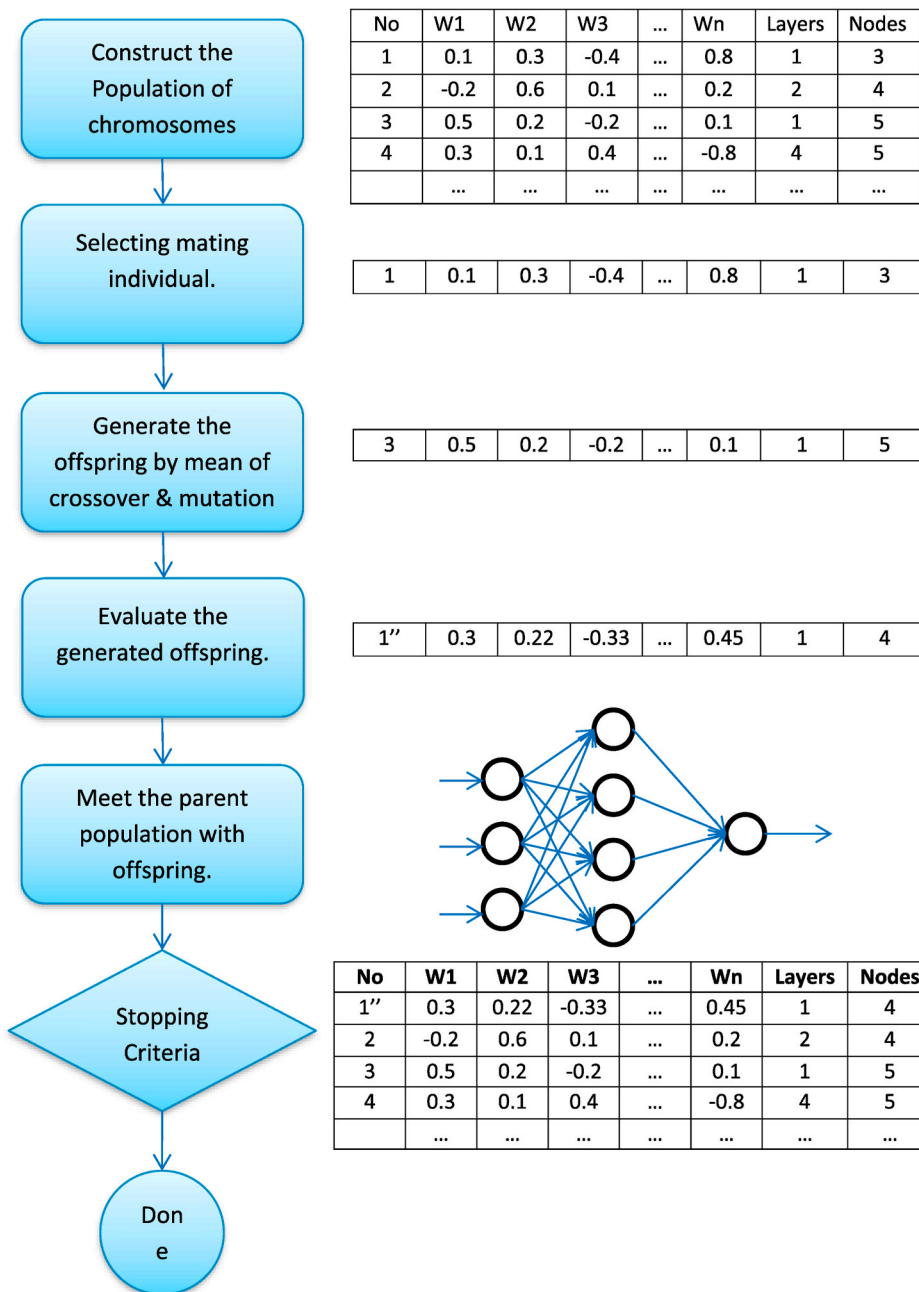 Construct the
Population of
chromosomes
No W1 W2 W3 ... Wn Layers Nodes
1 0.1 0.3 -0.4 ... 0.8 1 3
2 -0.2 0.6 0.1 ... 0.2 2 4
3 0.5 0.2 -0.2 ... 0.1 1 5
4 0.3 0.1 0.4 ... -0.8 4 5
... ... ... ... ... ... ...
Selecting mating
individual.
1 0.1 0.3 -0.4 ... 0.8 1 3
Generate the
offspring by mean of
crossover & mutation
3 0.5 0.2 -0.2 ... 0.1 1 5
Evaluate the
generated offspring.
1’’ 0.3 0.22 -0.33 ... 0.45 1 4
Meet the parent
population with
offspring.
Stopping
Criteria
No W1 W2 W3 ... Wn Layers Nodes
1’’ 0.3 0.22 -0.33 ... 0.45 1 4
2 -0.2 0.6 0.1 ... 0.2 2 4
3 0.5 0.2 -0.2 ... 0.1 1 5
4 0.3 0.1 0.4 ... -0.8 4 5
... ... ... ... ... ... ...
Don
e